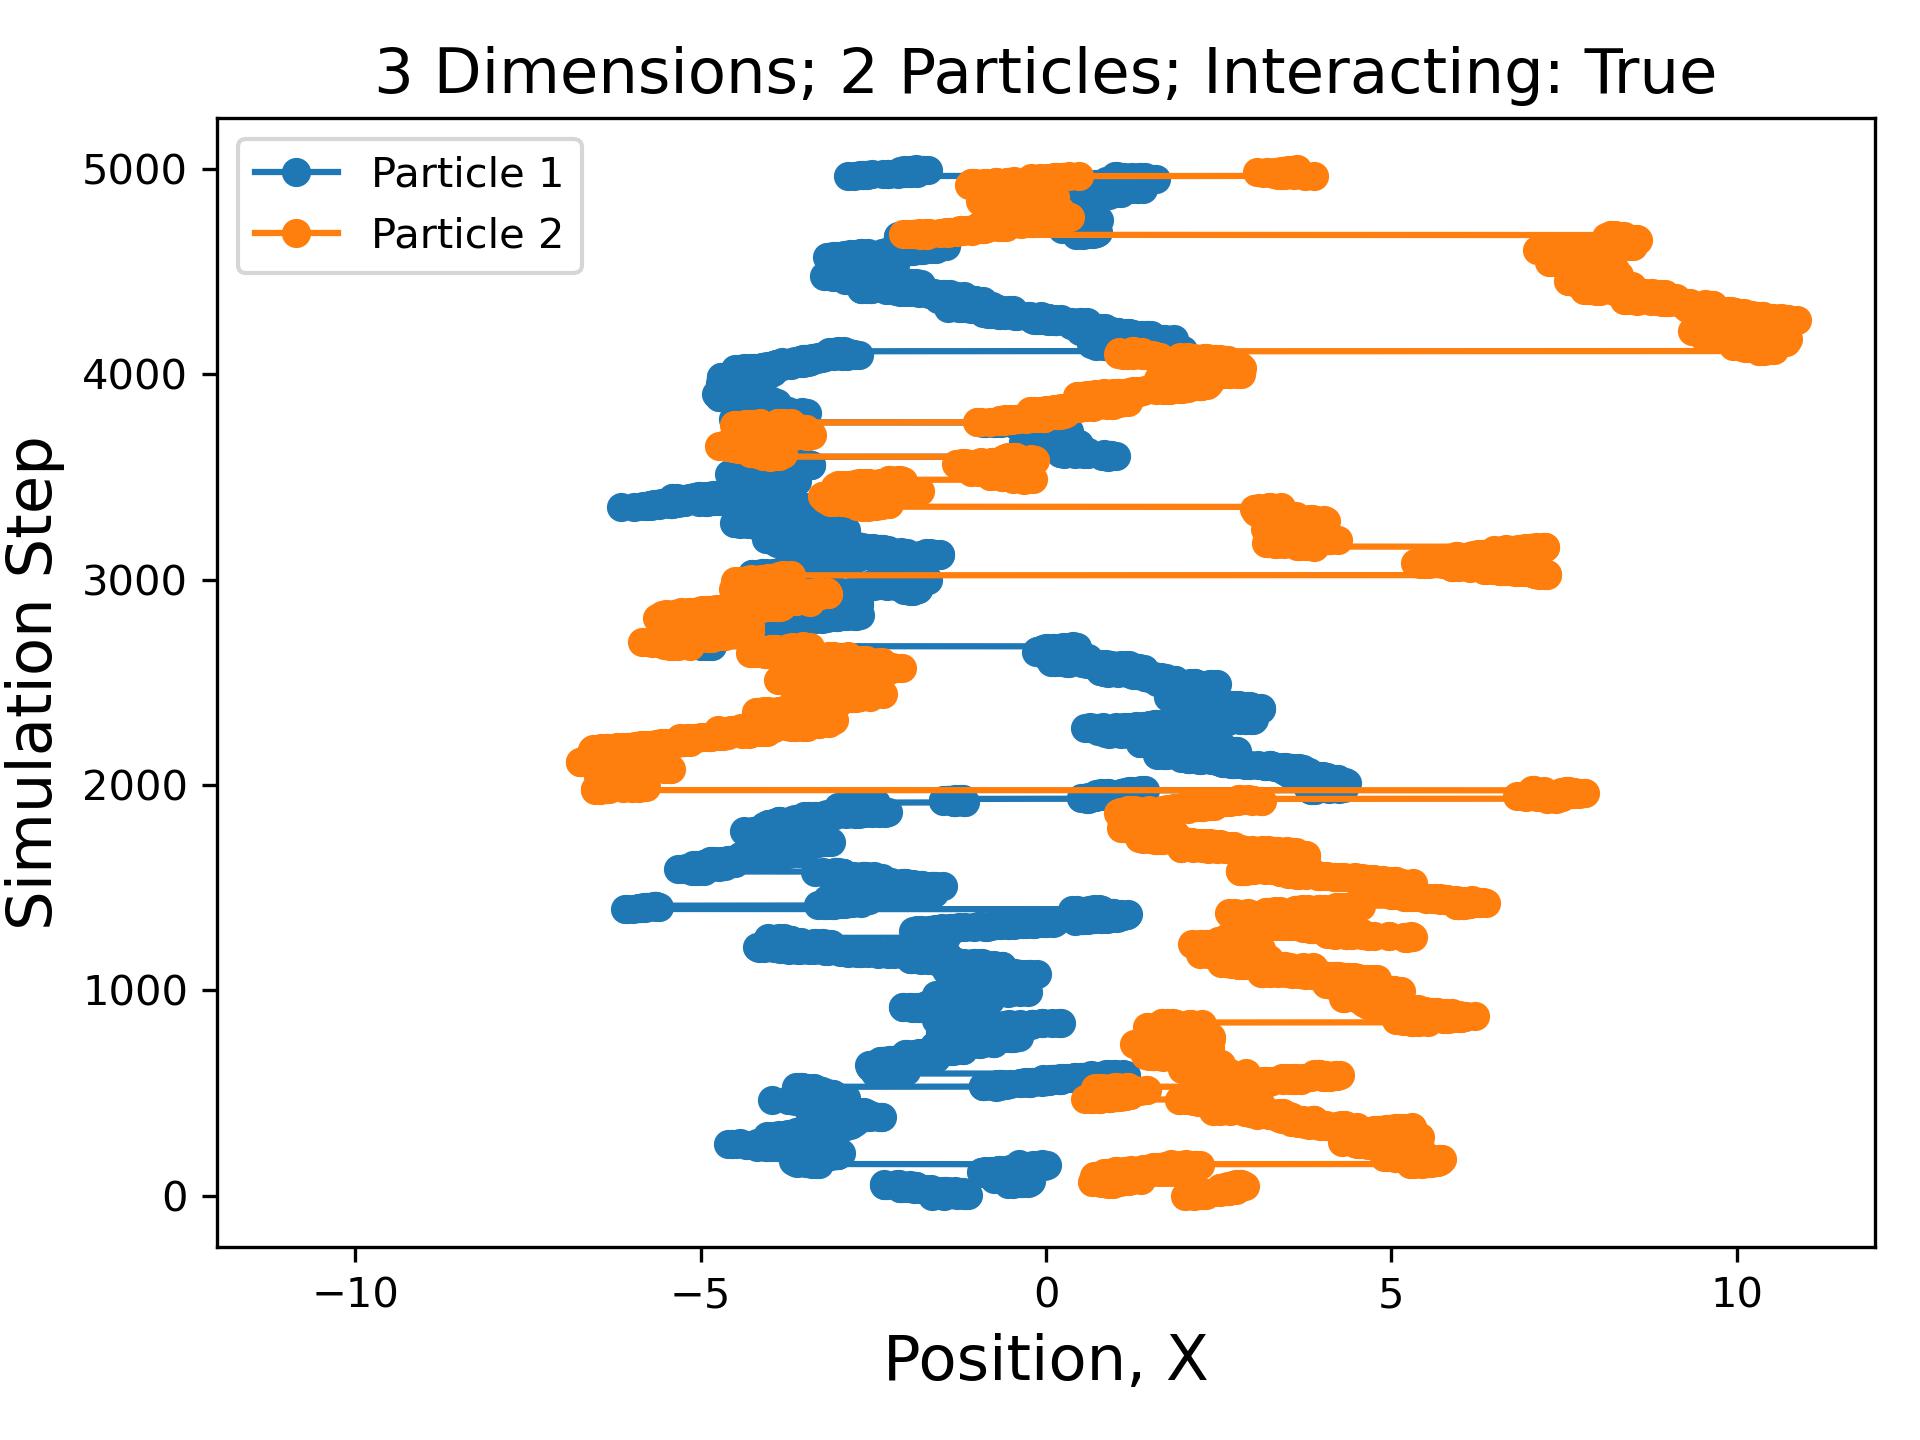 3 Dimensions; 2 Particles; Interacting: True
Particle 1
Particle 2
5000
4000
3000
2000
1000
0
Simulation Step
−10
−5
0
5
10
Position, X